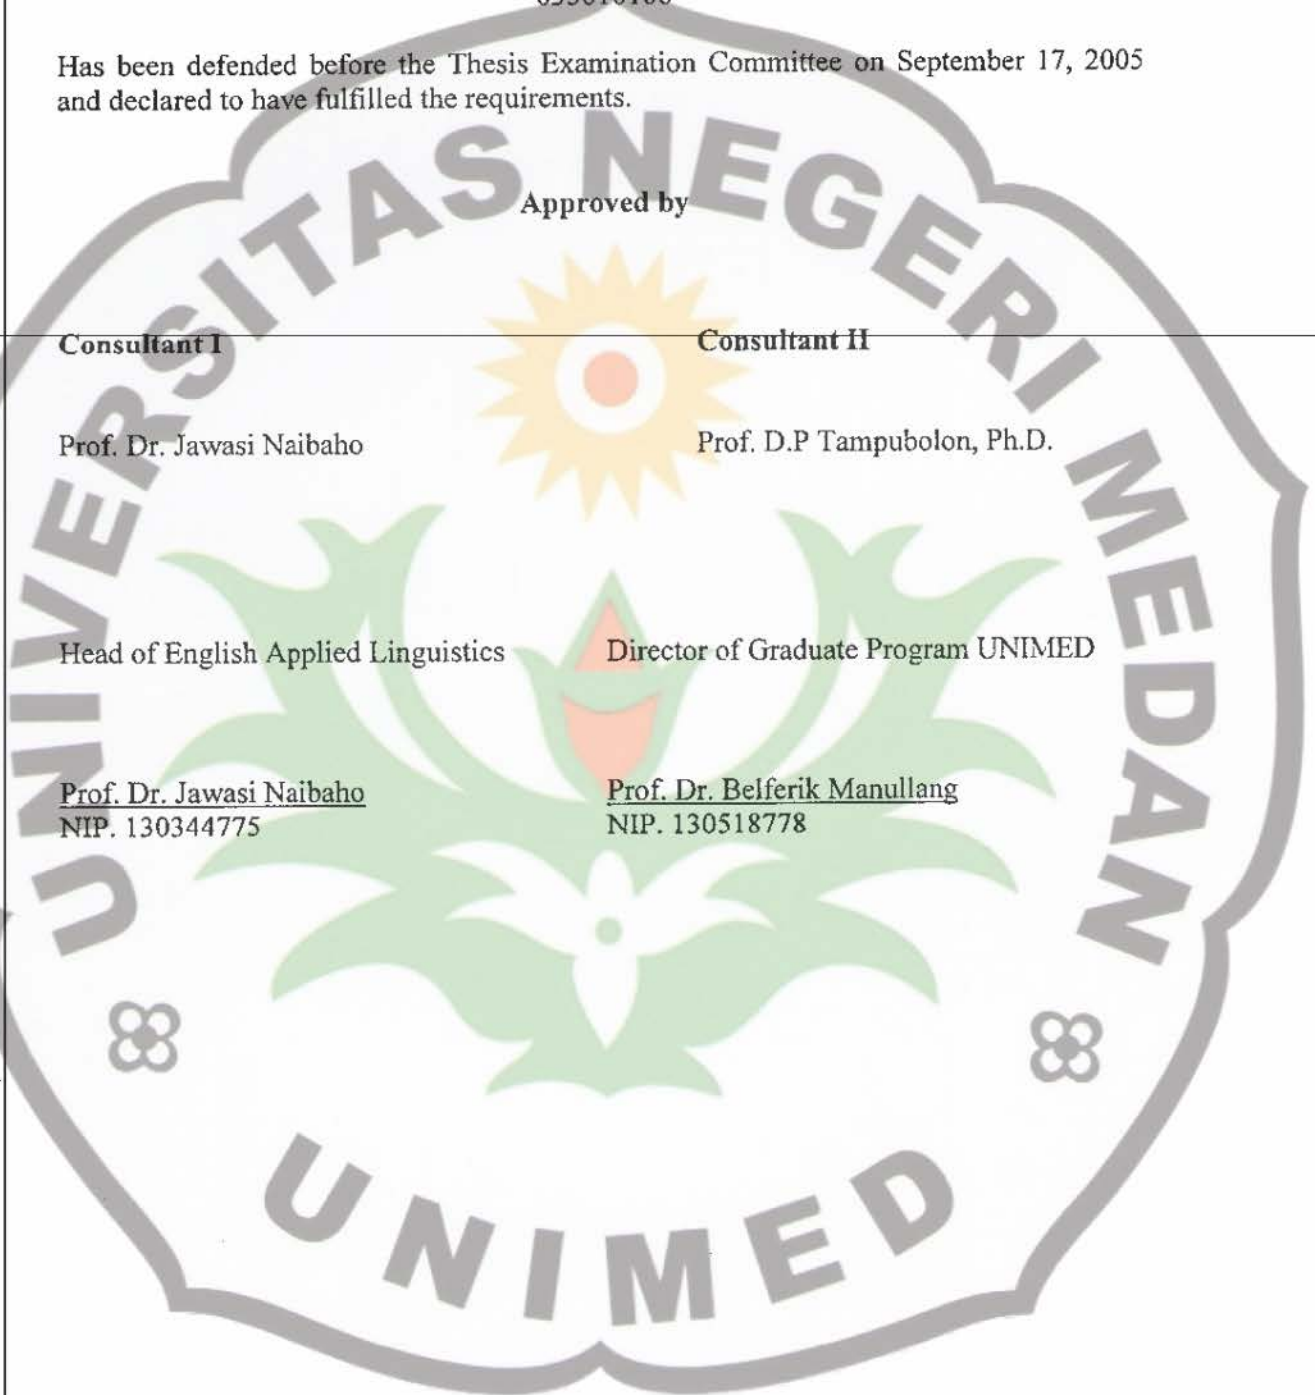 Has been defended before the Thesis Examination Committee on September 17, 2005
and declared to have fulfilled the requirements.
UNIVERSITAS NEGERI MEDAN
Approved by
Consultant I
Consultant II
Prof. Dr. Jawasi Naibaho
Prof. D.P Tampubolon, Ph.D.
Head of English Applied Linguistics
Director of Graduate Program UNIMED
Prof. Dr. Jawasi Naibaho
NIP. 130344775
Prof. Dr. Belferik Manullang
NIP. 130518778
UNIMED